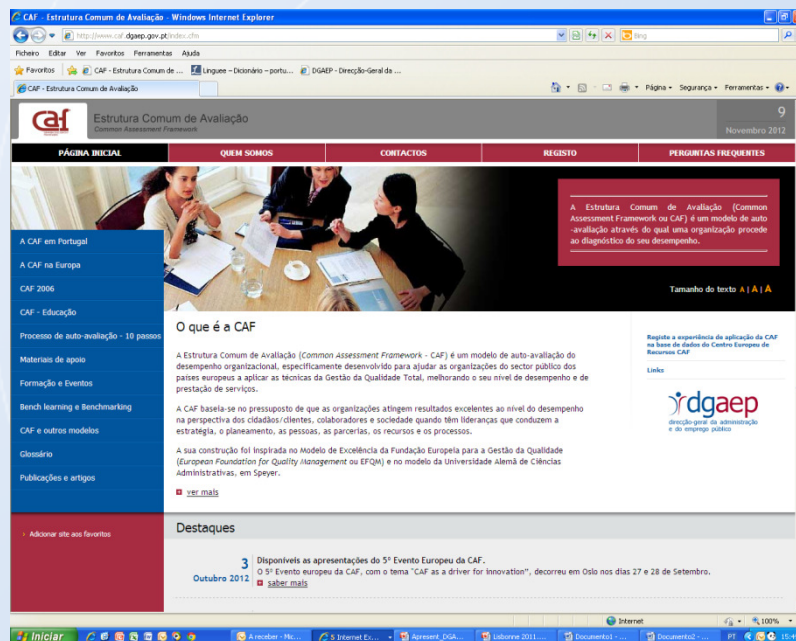 CAF - Estrutura Comum de Avaliação - Windows Internet Explorer
http://www.caf.dgaep.gov.pt/index.cfm
Bing
Ficheiro Editar Ver Favoritos Ferramentas Ajuda
Favoritos CAF - Estrutura Comum de ... Linguee – Dicionário – portu... DGAEP - Direcção-Geral da ...
CAF - Estrutura Comum de Avaliação
Página Segurança Ferramentas
caf Estrutura Comum de Avaliação
Common Assessment Framework
9
Novembro 2012
PÁGINA INICIAL QUEM SOMOS CONTACTOS REGISTO PERGUNTAS FREQUENTES
A Estrutura Comum de Avaliação (Common
Assessment Framework ou CAF) é um modelo de auto
-avaliação através do qual uma organização procede
ao diagnóstico do seu desempenho.
Tamanho do texto A | A | A
A CAF em Portugal
A CAF na Europa
CAF 2006
CAF - Educação
Processo de auto-avaliação - 10 passos
Materiais de apoio
Formação e Eventos
Bench learning e Benchmarking
CAF e outros modelos
Glossário
Publicações e artigos
Adicionar site aos favoritos
O que é a CAF
A Estrutura Comum de Avaliação (Common Assessment Framework - CAF) é um modelo de auto-avaliação do
desempenho organizacional, especificamente desenvolvido para ajudar as organizações do sector público dos
países europeus a aplicar as técnicas da Gestão da Qualidade Total, melhorando o seu nível de desempenho e de
prestação de serviços.
A CAF baseia-se no pressuposto de que as organizações atingem resultados excelentes ao nível do desempenho
na perspectiva dos cidadãos/clientes, colaboradores e sociedade quando têm lideranças que conduzem a
estratégia, o planeamento, as pessoas, as parcerias, os recursos e os processos.
A sua construção foi inspirada no Modelo de Excelência da Fundação Europeia para a Gestão da Qualidade
(European Foundation for Quality Management ou EFQM) e no modelo da Universidade Alemã de Ciências
Administrativas, em Speyer.
ver mais
Registe a experiência de aplicação da CAF
na base de dados do Centro Europeu de
Recursos CAF
Links
dgaep
direcção-geral da administração
e do emprego público
Destaques
3
Outubro 2012
Disponíveis as apresentações do 5º Evento Europeu da CAF.
O 5º Evento europeu da CAF, com o tema "CAF as a driver for innovation", decorreu em Oslo nos dias 27 e 28 de Setembro.
saber mais
Internet 100%
Iniciar A receber - Mic... 5 Internet Ex... Apresent_DGA... Lisbonne 2011.... Documento1 - ... Documento2 - ... PT